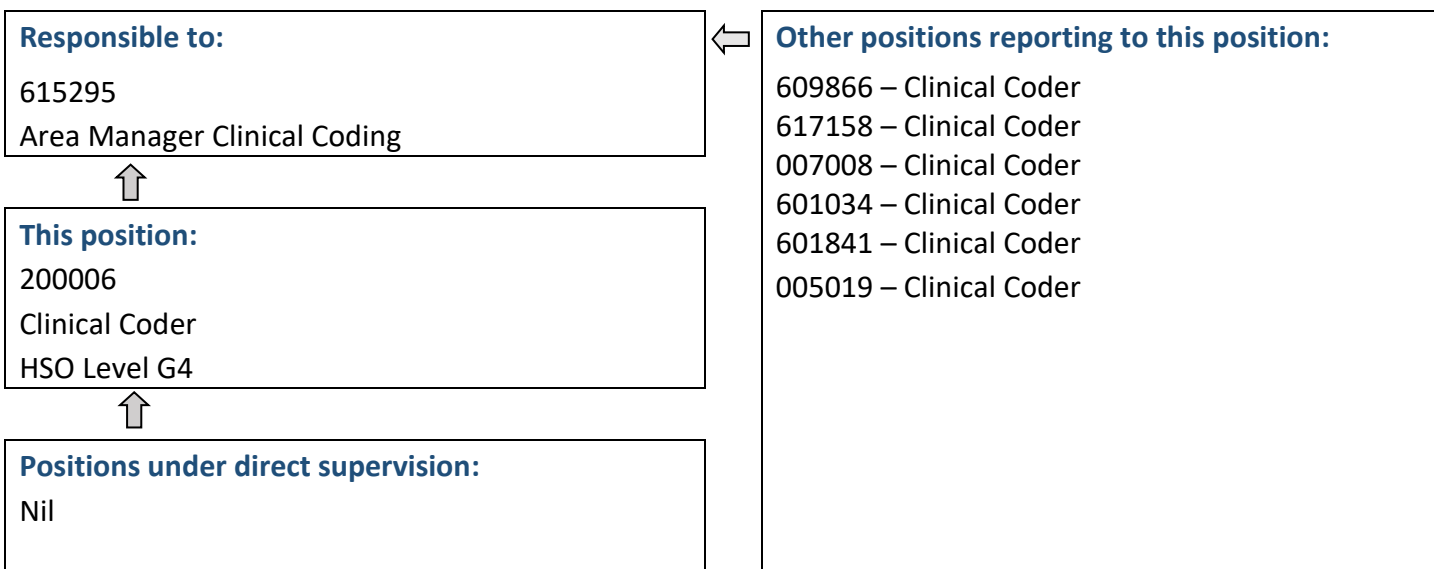 Responsible to:
615295
Area Manager Clinical Coding
This position:
200006
Clinical Coder
HSO Level G4
Positions under direct supervision:
Nil
Other positions reporting to this position:
609866 – Clinical Coder
617158 – Clinical Coder
007008 – Clinical Coder
601034 – Clinical Coder
601841 – Clinical Coder
005019 – Clinical Coder